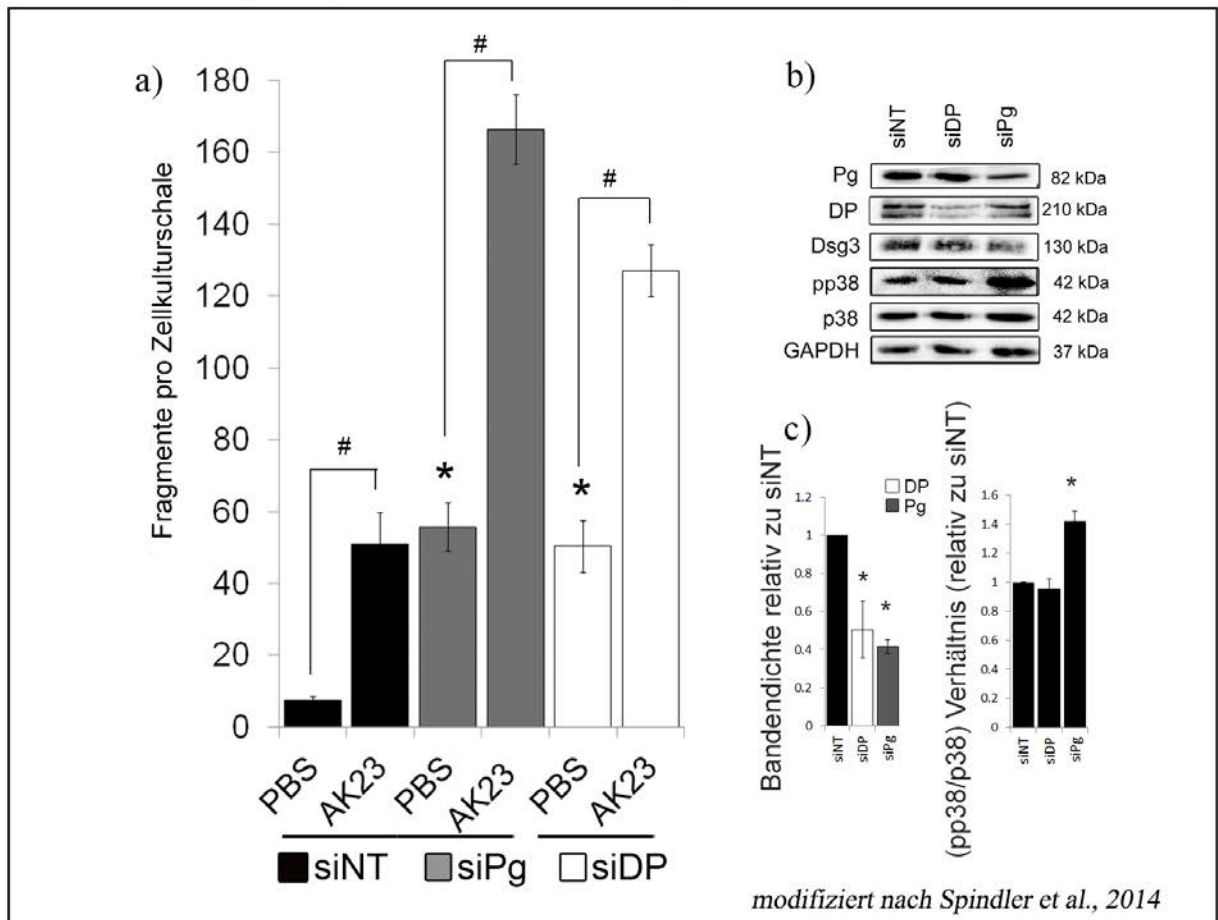 a)
Fragmente pro Zellkulturschale
180
160
140
120
100
80
60
40
20
0
#
#
#
*
*
PBS
AK23
PBS
AK23
PBS
AK23
siNT
siPg
siDP
b)
siNT
siDP
siPg
Pg
82 kDa
DP
210 kDa
Dsg3
130 kDa
pp38
42 kDa
p38
42 kDa
GAPDH
37 kDa
c)
Bandendichte relativ zu siNT
1.2
1
0.8
0.6
0.4
0.2
0
DP
Pg
*
*
siNT
siDP
siPg
(pp38/p38) Verhältnis (relativ zu siNT)
1.6
1.4
1.2
1
0.8
0.6
0.4
0.2
0
*
siNT
siDP
siPg
modifiziert nach Spindler et al., 2014